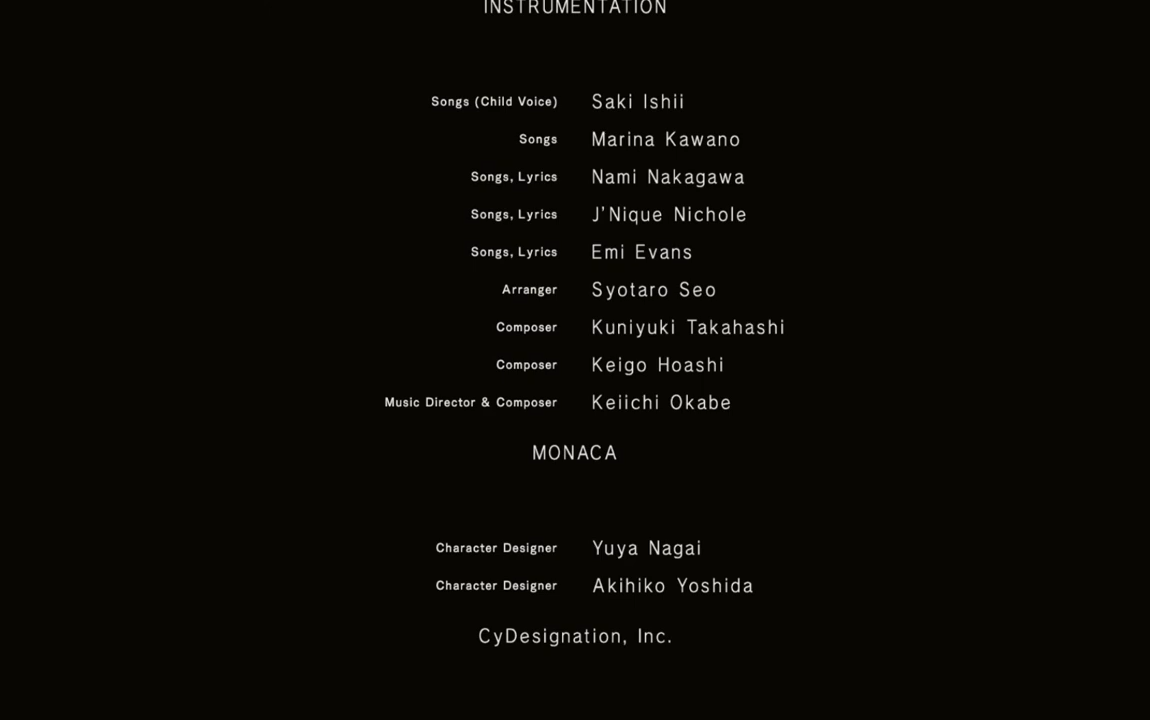 INSTRUMENTATION
Songs (Child Voice) Saki Ishii
Songs Marina Kawano
Songs, Lyrics Nami Nakagawa
Songs, Lyrics J'Nique Nichole
Songs, Lyrics Emi Evans
Arranger Syotaro Seo
Composer Kuniyuki Takahashi
Composer Keigo Hoashi
Music Director & Composer Keiichi Okabe
MONACA
Character Designer Yuya Nagai
Character Designer Akihiko Yoshida
CyDesignation, Inc.